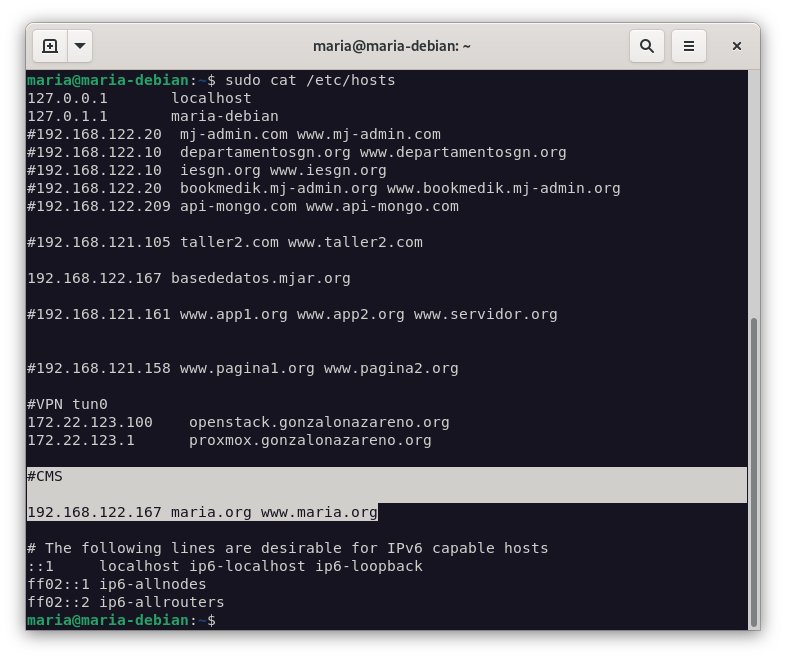 maria@maria-debian: ~
maria@maria-debian:~$ sudo cat /etc/hosts
127.0.0.1       localhost
127.0.1.1       maria-debian
#192.168.122.20  mj-admin.com www.mj-admin.com
#192.168.122.10  departamentosgn.org www.departamentosgn.org
#192.168.122.10  iesgn.org www.iesgn.org
#192.168.122.20  bookmedik.mj-admin.org www.bookmedik.mj-admin.org
#192.168.122.209 api-mongo.com www.api-mongo.com
#192.168.121.105 taller2.com www.taller2.com
192.168.122.167 basededatos.mjar.org
#192.168.121.161 www.app1.org www.app2.org www.servidor.org
#192.168.121.158 www.pagina1.org www.pagina2.org
#VPN tun0
172.22.123.100    openstack.gonzalonazareno.org
172.22.123.1      proxmox.gonzalonazareno.org
#CMS
192.168.122.167 maria.org www.maria.org
# The following lines are desirable for IPv6 capable hosts
::1     localhost ip6-localhost ip6-loopback
ff02::1 ip6-allnodes
ff02::2 ip6-allrouters
maria@maria-debian:~$